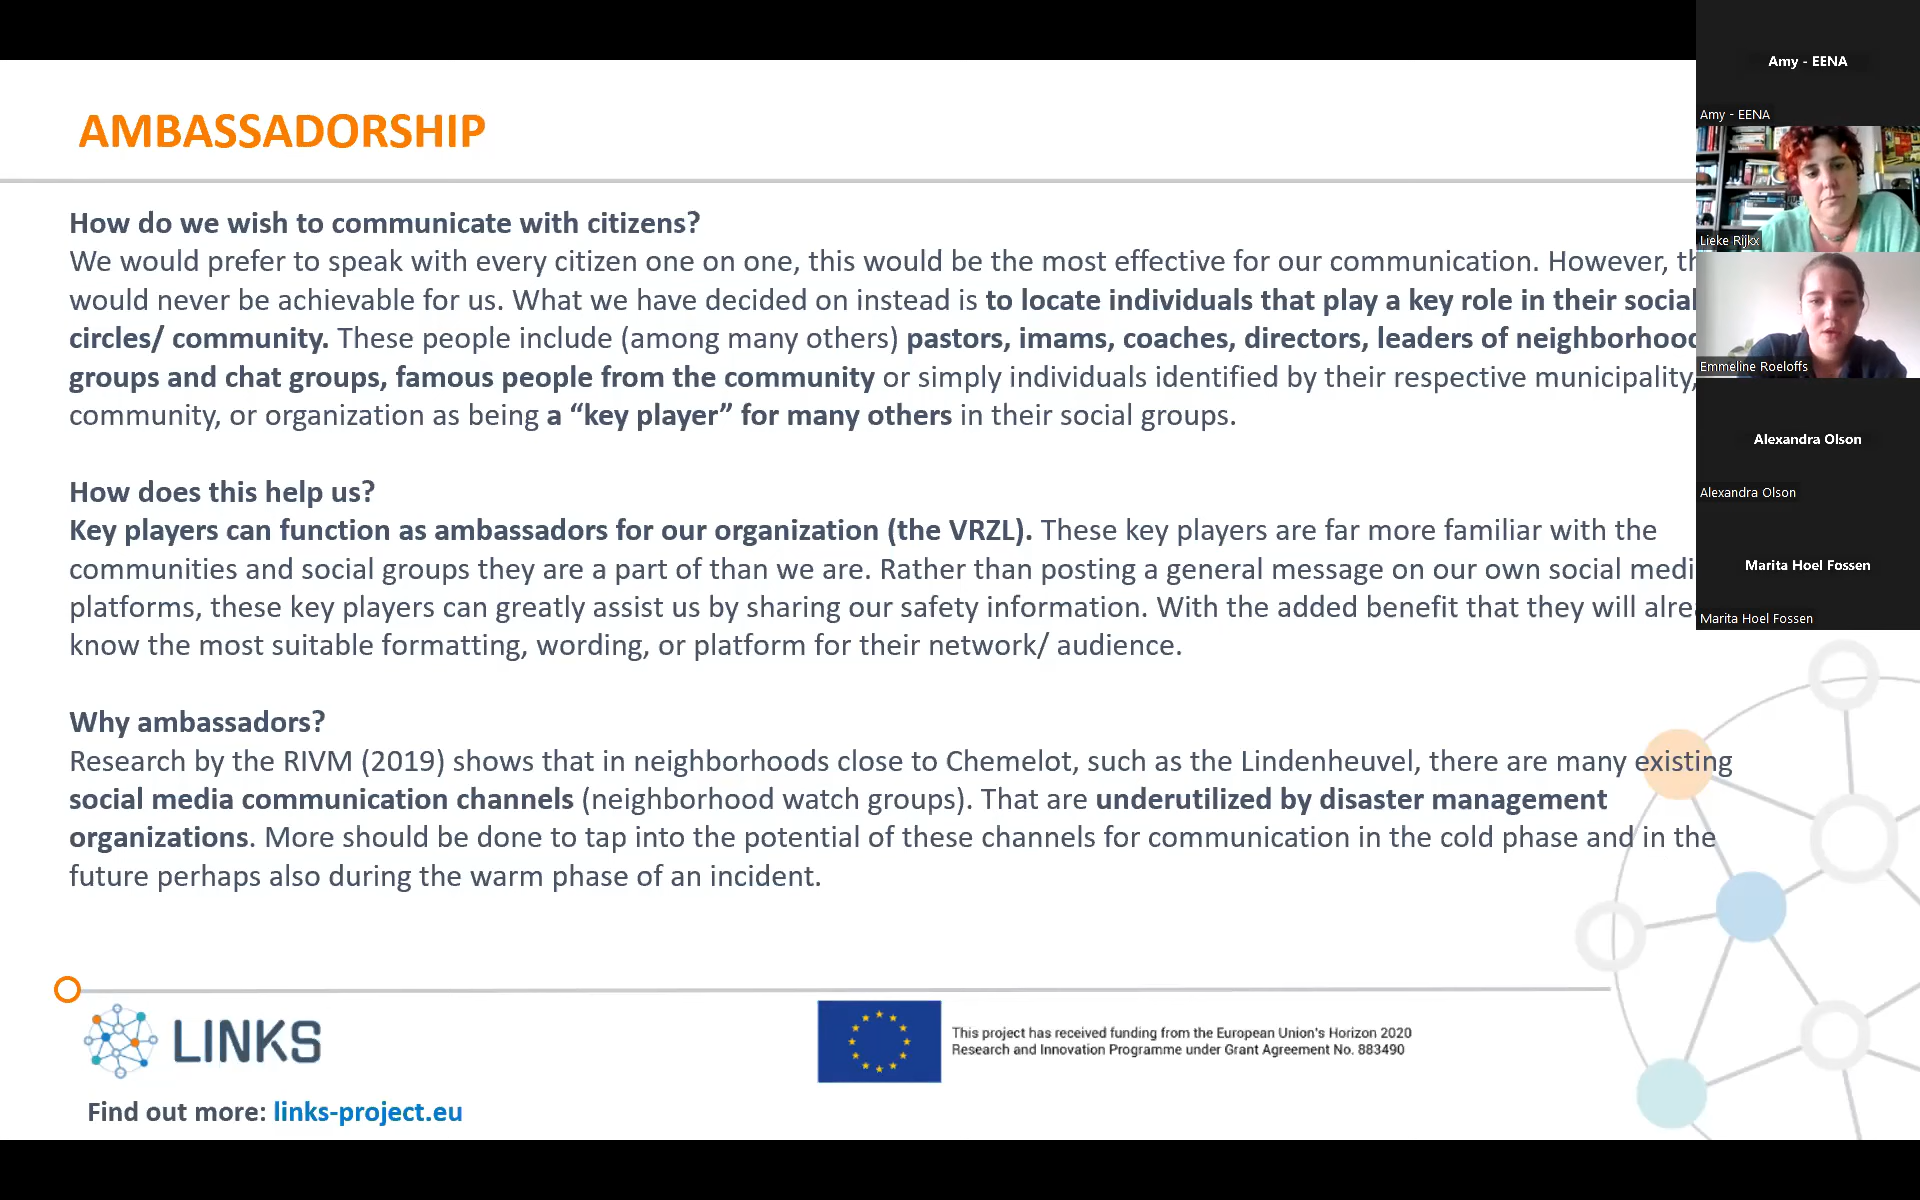 AMBASSADORSHIP
How do we wish to communicate with citizens?
We would prefer to speak with every citizen one on one, this would be the most effective for our communication. However,
would never be achievable for us. What we have decided on instead is to locate individuals that play a key role in their social
circles/ community. These people include (among many others) pastors, imams, coaches, directors, leaders of neighborhood
groups and chat groups, famous people from the community or simply individuals identified by their respective municipality,
community, or organization as being a “key player” for many others in their social groups.
How does this help us?
Key players can function as ambassadors for our organization (the VRZL). These key players are far more familiar with the
communities and social groups they are a part of than we are. Rather than posting a general message on our own social
platforms, these key players can greatly assist us by sharing our safety information. With the added benefit that they will
know the most suitable formatting, wording, or platform for their network/ audience.
Why ambassadors?
Research by the RIVM (2019) shows that in neighborhoods close to Chemelot, such as the Lindenheuvel, there are many existing
social media communication channels (neighborhood watch groups). That are underutilized by disaster management
organizations. More should be done to tap into the potential of these channels for communication in the cold phase and in the
future perhaps also during the warm phase of an incident.
LINKS
Find out more: links-project.eu
This project has received funding from the European Union's Horizon 2020
Research and Innovation Programme under Grant Agreement No. 883490
Amy - EENA
Amy - EENA
Lieke Rijkx
Emmeline Roeloffs
Alexandra Olson
Alexandra Olson
Marita Hoel Fossen
Marita Hoel Fossen